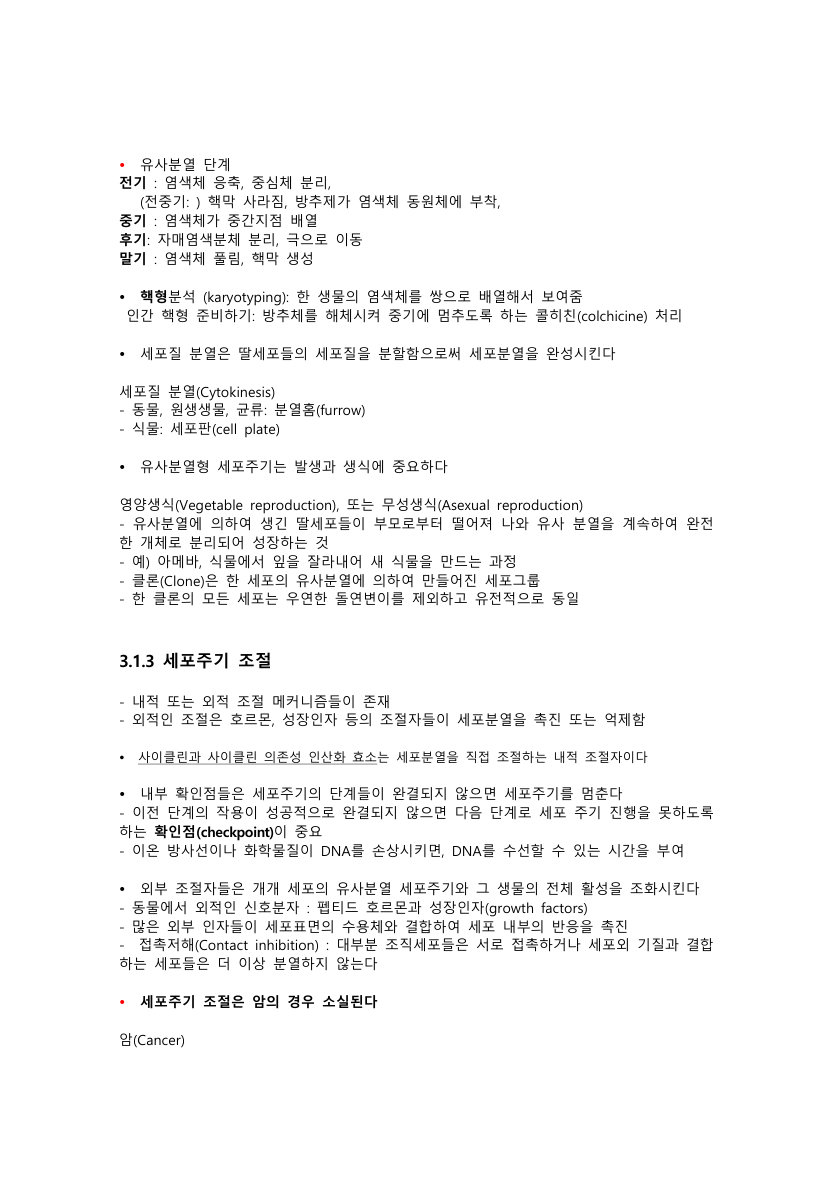 • 유사분열 단계
전기 : 염색체 응축, 중심체 분리,
(전중기: ) 핵막 사라짐, 방추제가 염색체 동원체에 부착,
중기 : 염색체가 중간지점 배열
후기: 자매염색분체 분리, 극으로 이동
말기 : 염색체 풀림, 핵막 생성
• 핵형분석 (karyotyping): 한 생물의 염색체를 쌍으로 배열해서 보여줌
인간 핵형 준비하기: 방추체를 해체시켜 중기에 멈추도록 하는 콜히친(colchicine) 처리
• 세포질 분열은 딸세포들의 세포질을 분할함으로써 세포분열을 완성시킨다
세포질 분열(Cytokinesis)
- 동물, 원생생물, 균류: 분열홈(furrow)
- 식물: 세포판(cell plate)
• 유사분열형 세포주기는 발생과 생식에 중요하다
영양생식(Vegetable reproduction), 또는 무성생식(Asexual reproduction)
- 유사분열에 의하여 생긴 딸세포들이 부모로부터 떨어져 나와 유사 분열을 계속하여 완전
한 개체로 분리되어 성장하는 것
- 예) 아메바, 식물에서 잎을 잘라내어 새 식물을 만드는 과정
- 클론(Clone)은 한 세포의 유사분열에 의하여 만들어진 세포그룹
- 한 클론의 모든 세포는 우연한 돌연변이를 제외하고 유전적으로 동일
3.1.3 세포주기 조절
- 내적 또는 외적 조절 메커니즘들이 존재
- 외적인 조절은 호르몬, 성장인자 등의 조절자들이 세포분열을 촉진 또는 억제함
• 사이클린과 사이클린 의존성 인산화 효소는 세포분열을 직접 조절하는 내적 조절자이다
• 내부 확인점들은 세포주기의 단계들이 완결되지 않으면 세포주기를 멈춘다
- 이전 단계의 작용이 성공적으로 완결되지 않으면 다음 단계로 세포 주기 진행을 못하도록
하는 확인점(checkpoint)이 중요
- 이온 방사선이나 화학물질이 DNA를 손상시키면, DNA를 수선할 수 있는 시간을 부여
• 외부 조절자들은 개개 세포의 유사분열 세포주기와 그 생물의 전체 활성을 조화시킨다
- 동물에서 외적인 신호분자 : 펩티드 호르몬과 성장인자(growth factors)
- 많은 외부 인자들이 세포표면의 수용체와 결합하여 세포 내부의 반응을 촉진
- 접촉저해(Contact inhibition) : 대부분 조직세포들은 서로 접촉하거나 세포외 기질과 결합
하는 세포들은 더 이상 분열하지 않는다
• 세포주기 조절은 암의 경우 소실된다
암(Cancer)